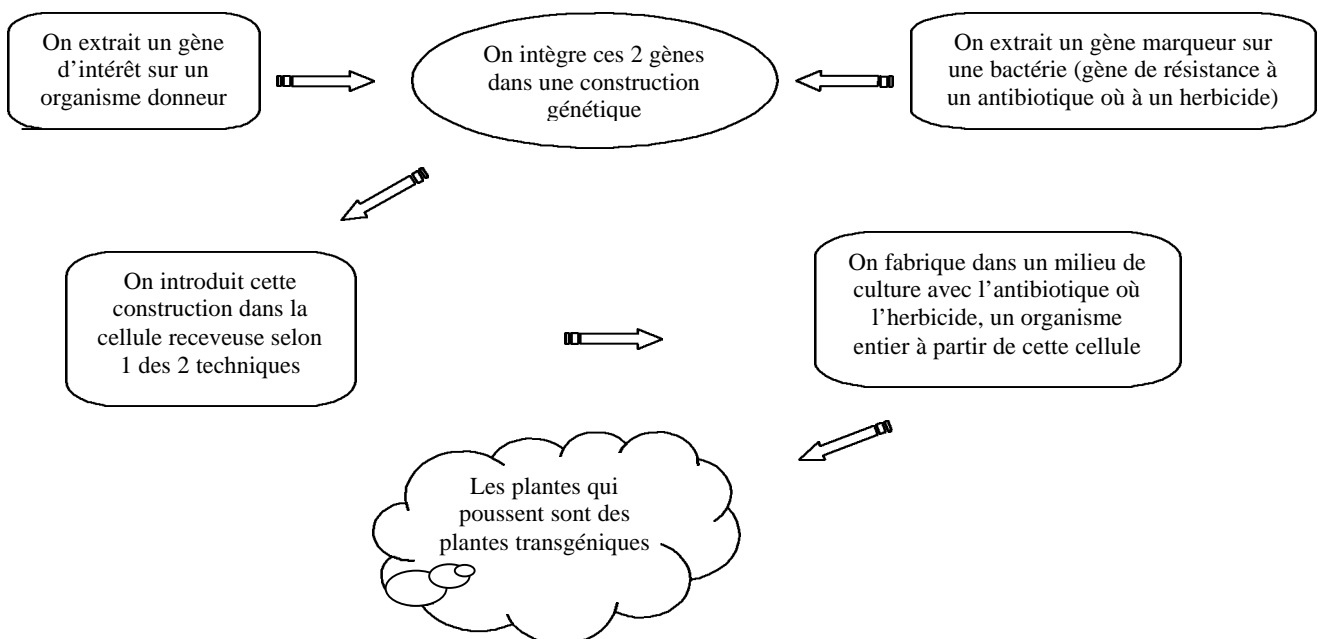 On extrait un gène
d'intérêt sur un
organisme donneur
On intègre ces 2 gènes
dans une construction
génétique
On extrait un gène marqueur sur
une bactérie (gène de résistance à
un antibiotique où à un herbicide)
On introduit cette
construction dans la
cellule receveuse selon
1 des 2 techniques
On fabrique dans un milieu de
culture avec l'antibiotique où
l'herbicide, un organisme
entier à partir de cette cellule
Les plantes qui
poussent sont des
plantes transgéniques